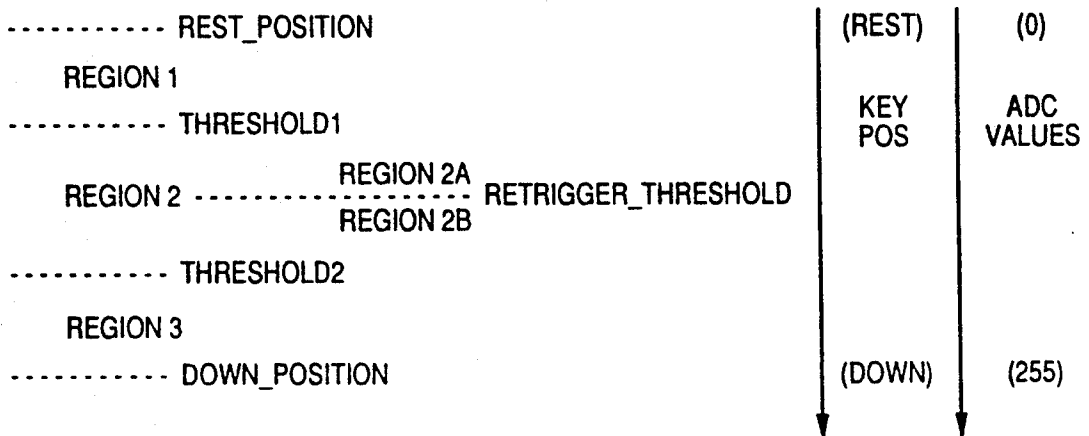 ----------- REST_POSITION (REST) (0)
REGION 1
KEY POS ADC VALUES
----------- THRESHOLD1
REGION 2A
REGION 2 ------------------ RETRIGGER_THRESHOLD
REGION 2B
----------- THRESHOLD2
REGION 3
----------- DOWN_POSITION (DOWN) (255)